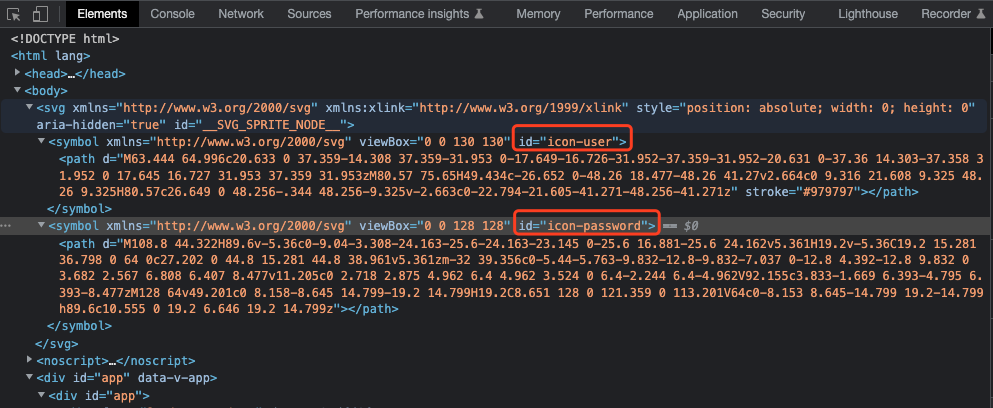 Elements Console Network Sources Performance insights Memory Performance Application Security Lighthouse Recorder
<!DOCTYPE html>
<html lang>
<head>…</head>
<body>
<svg xmlns="http://www.w3.org/2000/svg" xmlns:xlink="http://www.w3.org/1999/xlink" style="position: absolute; width: 0; height: 0"
aria-hidden="true" id="__SVG_SPRITE_NODE__">
<symbol xmlns="http://www.w3.org/2000/svg" viewBox="0 0 130 130" id="icon-user">
<path d="M63.444 64.996c20.633 0 37.359-14.308 37.359-31.953 0-17.649-16.726-31.952-37.359-31.952-20.631 0-37.36 14.303-37.358 3
1.952 0 17.645 16.727 31.953 37.359 31.953zM80.57 75.65H49.434c-26.652 0-48.26 18.477-48.26 41.27v2.664c0 9.316 21.608 9.325 48.
26 9.325H80.57c26.649 0 48.256-.344 48.256-9.325v-2.663c0-22.794-21.605-41.271-48.256-41.271z" stroke="#979797"></path>
</symbol>
<symbol xmlns="http://www.w3.org/2000/svg" viewBox="0 0 128 128" id="icon-password"> == $0
<path d="M108.8 44.322H89.6v-5.36c0-9.04-3.308-24.163-25.6-24.163-23.145 0-25.6 16.881-25.6 24.162v5.361H19.2v-5.36C19.2 15.281
36.798 0 64 0c27.202 0 44.8 15.281 44.8 38.961v5.361zm-32 39.356c0-5.44-5.763-9.832-12.8-9.832-7.037 0-12.8 4.392-12.8 9.832 0
3.682 2.567 6.808 6.407 8.477v11.205c0 2.718 2.875 4.962 6.4 4.962 3.524 0 6.4-2.244 6.4-4.962V92.155c3.833-1.669 6.393-4.795 6.
393-8.477zM128 64v49.201c0 8.158-8.645 14.799-19.2 14.799H19.2C8.651 128 0 121.359 0 113.201V64c0-8.153 8.645-14.799 19.2-14.799
h89.6c10.555 0 19.2 6.646 19.2 14.799z"></path>
</symbol>
</svg>
<noscript>…</noscript>
<div id="app" data-v-app>
<div id="app">